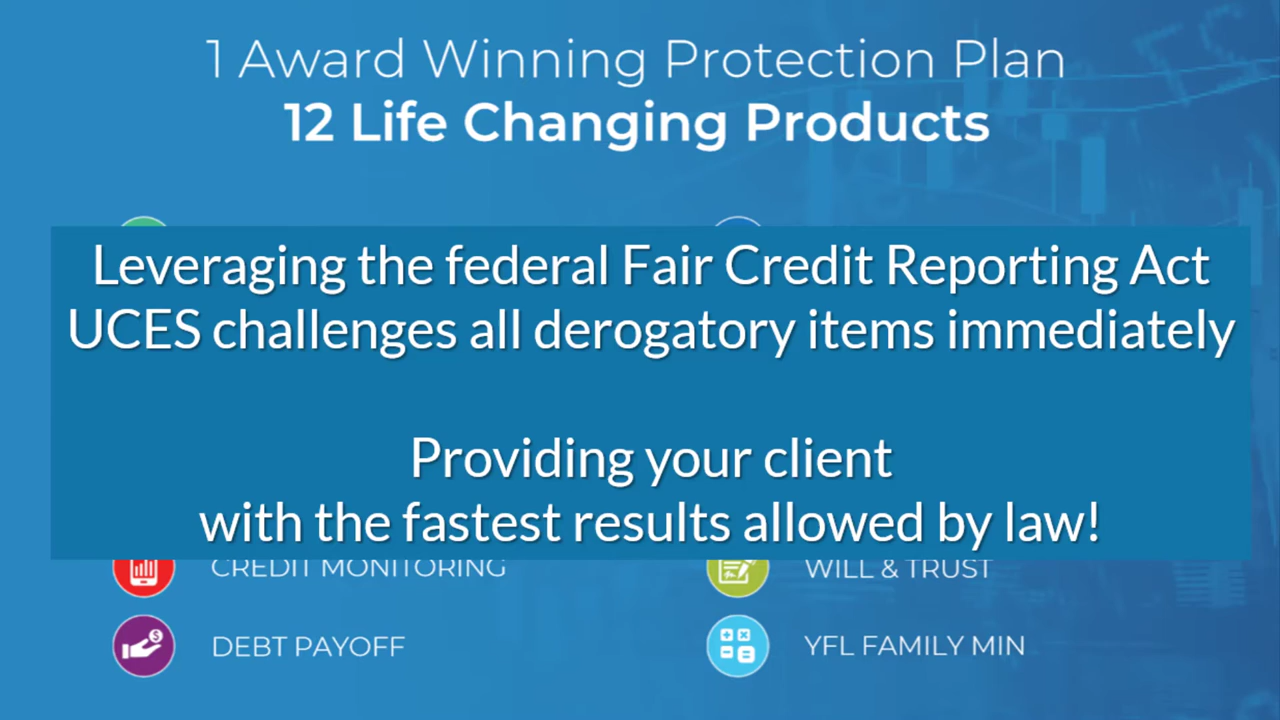 1 Award Winning Protection Plan
12 Life Changing Products
Leveraging the federal Fair Credit Reporting Act
UCES challenges all derogatory items immediately
Providing your client
with the fastest results allowed by law!
CREDIT MONITORING
WILL & TRUST
DEBT PAYOFF
YFL FAMILY MIN